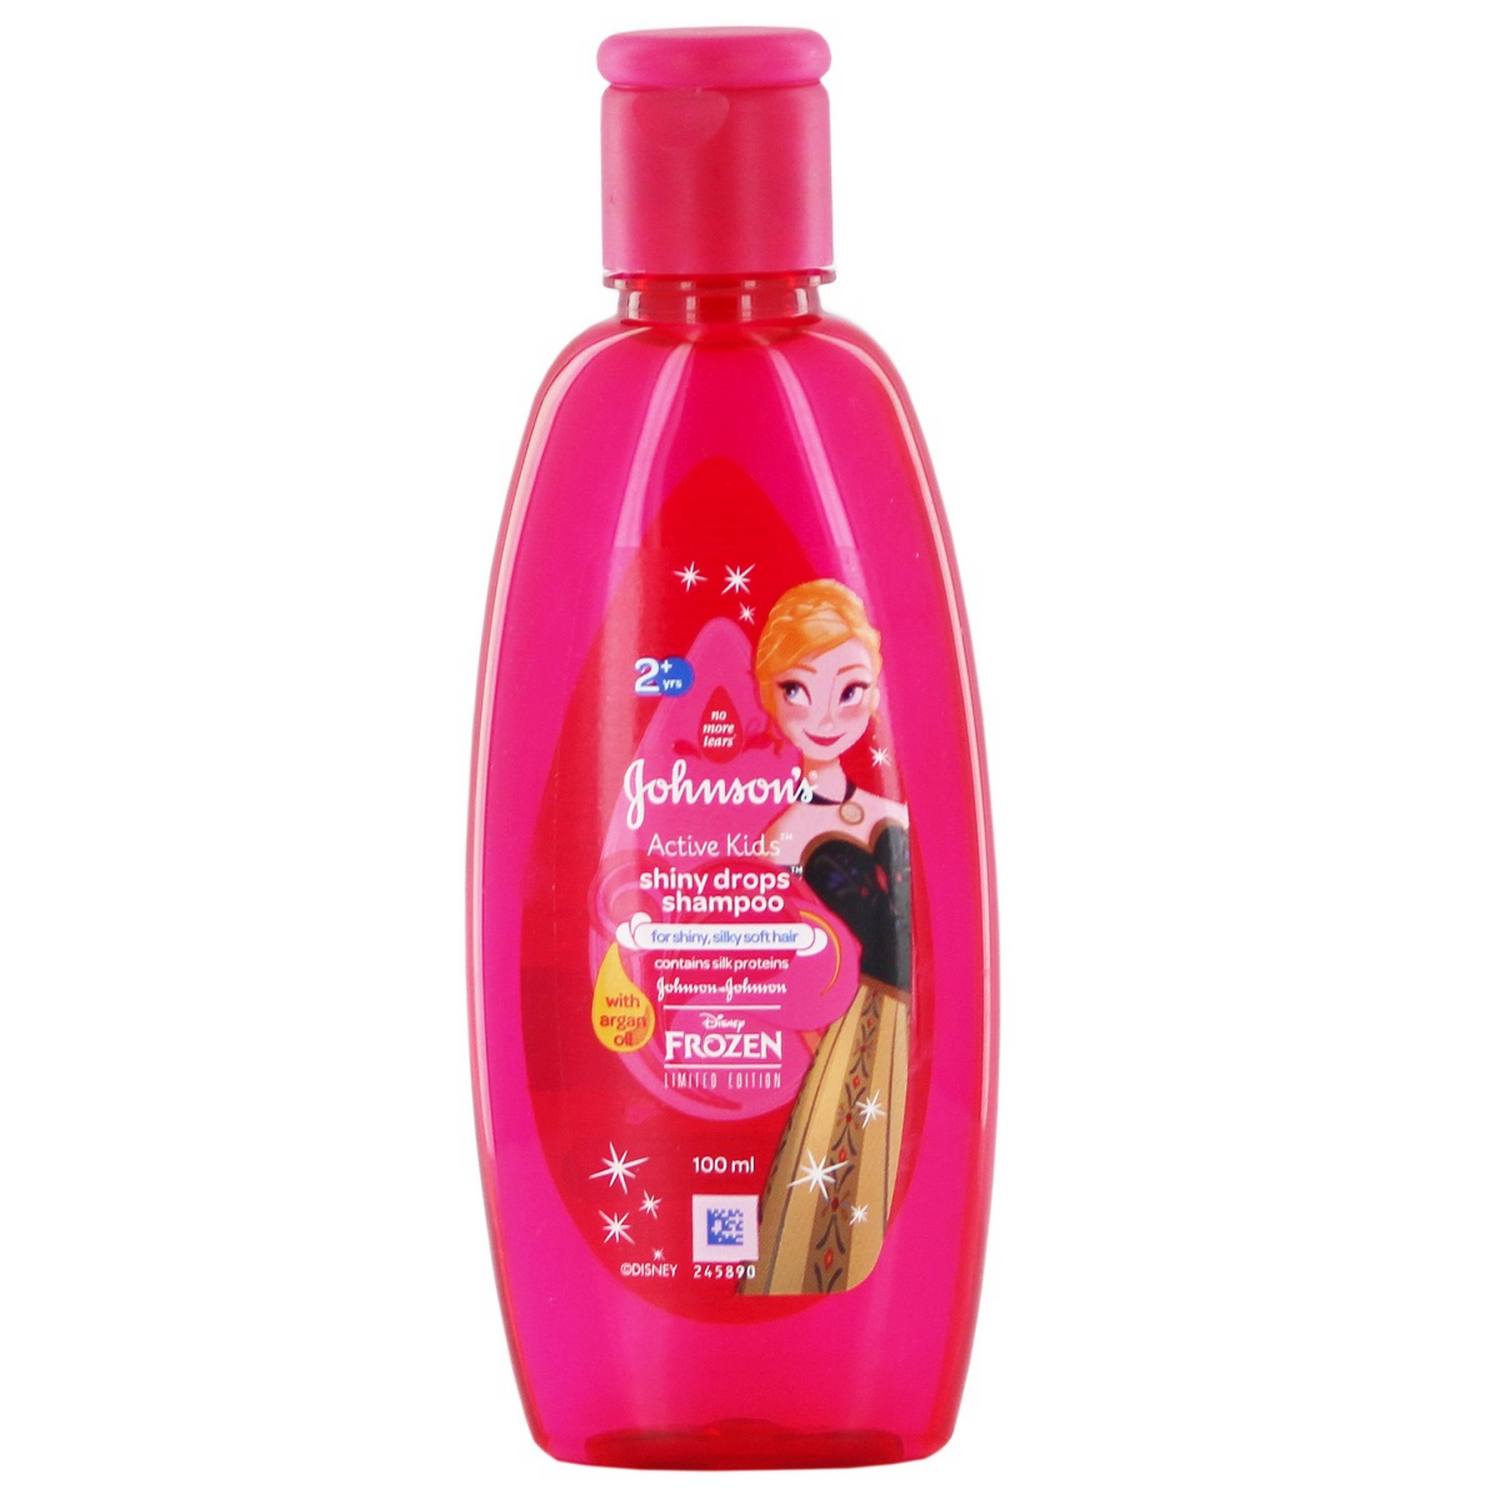 2+ yrs
no
more
tears
Johnson's
Active Kids™
shiny drops™
shampoo
for shiny, silky soft hair
contains silk proteins
Johnson & Johnson
with
argan
oil
Disney
FROZEN
LIMITED EDITION
100 ml
©DISNEY 245890